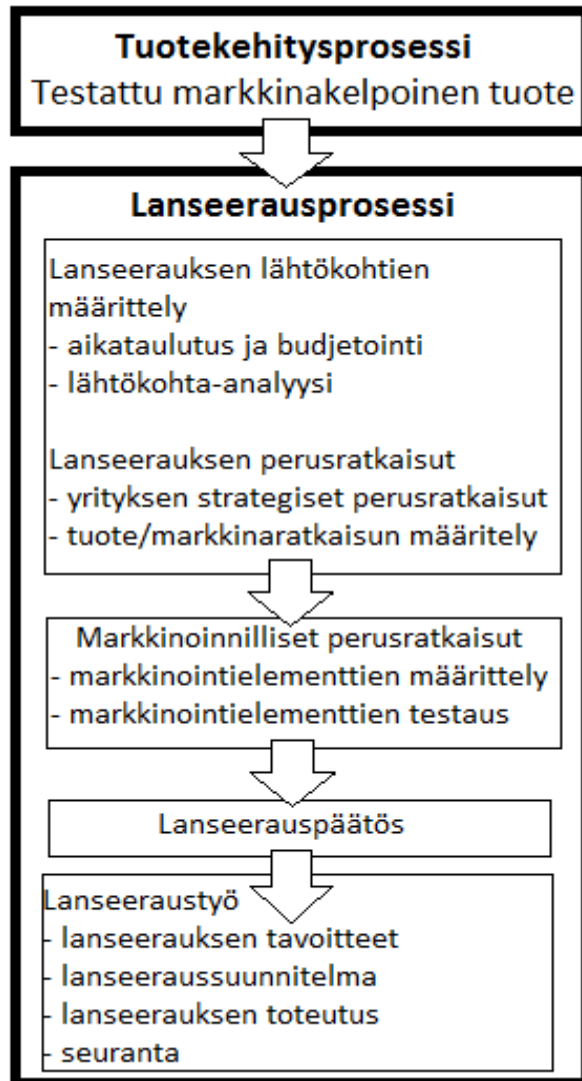 Tuotekehitysprosessi
Testattu markkinakelpoinen tuote
Lanseerausprosessi
Lanseerauksen lähtökohtien
määrittely
- aikataulutus ja budjetointi
- lähtökohta-analyysi
Lanseerauksen perusratkaisut
- yrityksen strategiset perusratkaisut
- tuote/markkinaratkaisun määritely
Markkinoinnilliset perusratkaisut
- markkinointielementtien määrittely
- markkinointielementtien testaus
Lanseerauspäätös
Lanseeraustyö
- lanseerauksen tavoitteet
- lanseeraussuunnitelma
- lanseerauksen toteutus
- seuranta